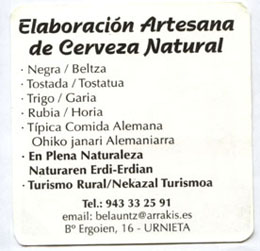 Elaboración Artesana
de Cerveza Natural
· Negra / Beltza
· Tostada / Tostatua
· Trigo / Garia
· Rubia / Horia
· Típica Comida Alemana
Ohiko janari Alemaniarra
· En Plena Naturaleza
Naturaren Erdi-Erdian
· Turismo Rural/Nekazal Turismoa
Tel.: 943 33 25 91
email: belauntz@arrakis.es
Bº Ergoien, 16 - URNIETA